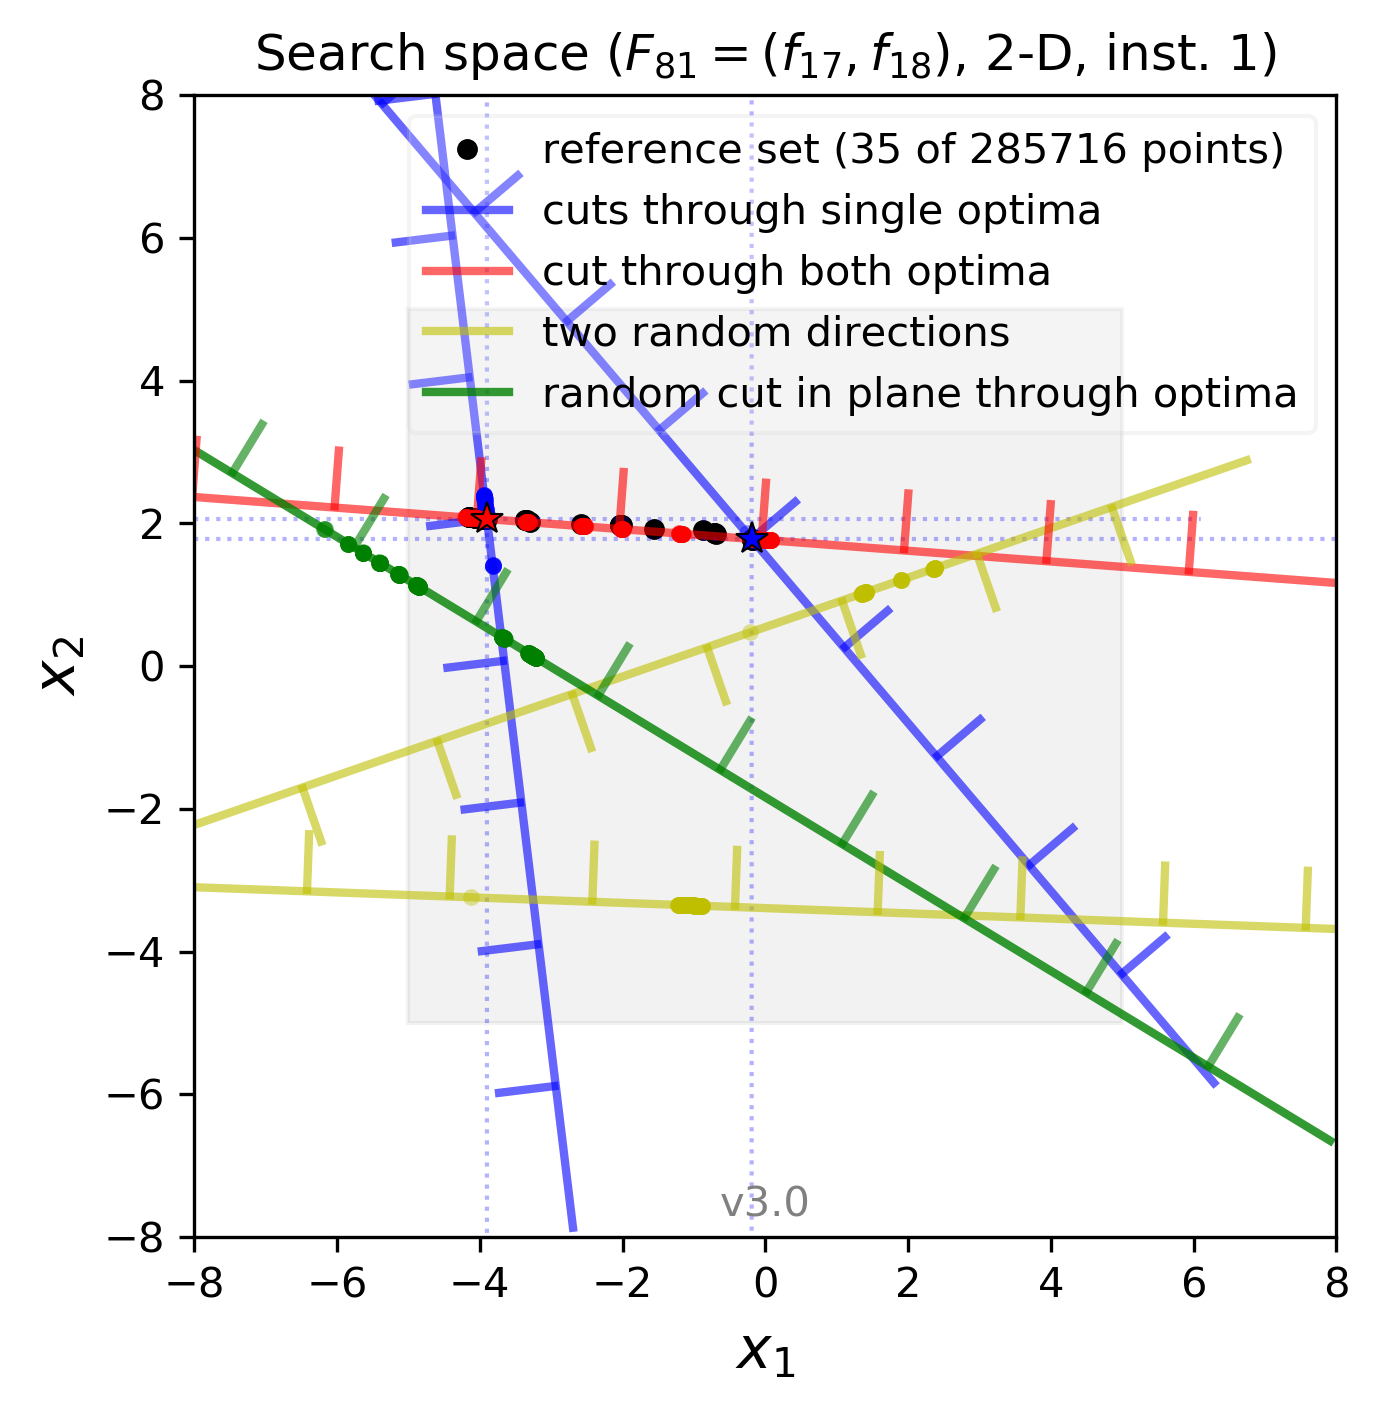 Search space (F₈₁ = (f₁₇, f₁₈), 2-D, inst. 1)
reference set (35 of 285716 points)
cuts through single optima
cut through both optima
two random directions
random cut in plane through optima
8
6
4
2
0
−2
−4
−6
−8
x₂
v3.0
−8 −6 −4 −2 0 2 4 6 8
x₁